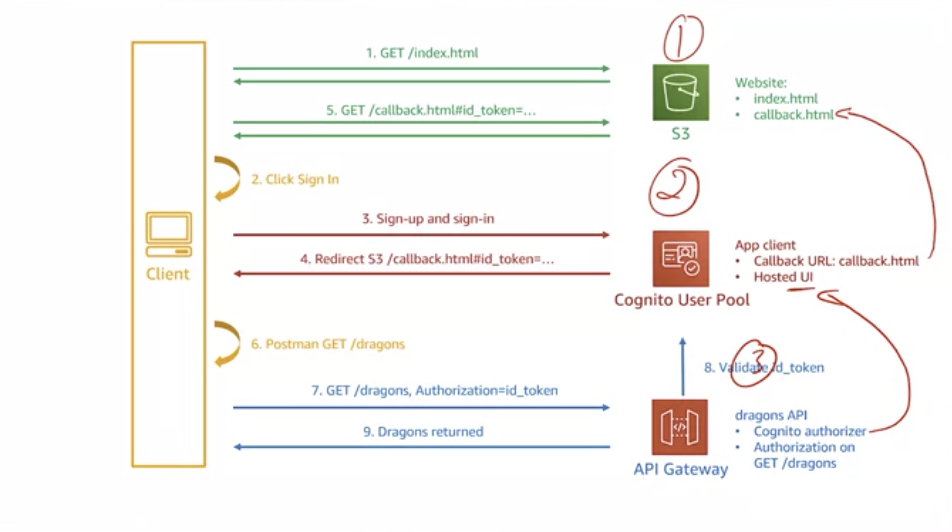 1
1. GET /index.html
Website:
• index.html
• callback.html
5. GET /callback.html#id_token=...
S3
2. Click Sign In
2
3. Sign-up and sign-in
4. Redirect S3 /callback.html#id_token=...
App client
• Callback URL: callback.html
• Hosted UI
Client
Cognito User Pool
6. Postman GET /dragons
3
8. Validate id_token
7. GET /dragons, Authorization=id_token
9. Dragons returned
dragons API
• Cognito authorizer
• Authorization on
GET /dragons
API Gateway